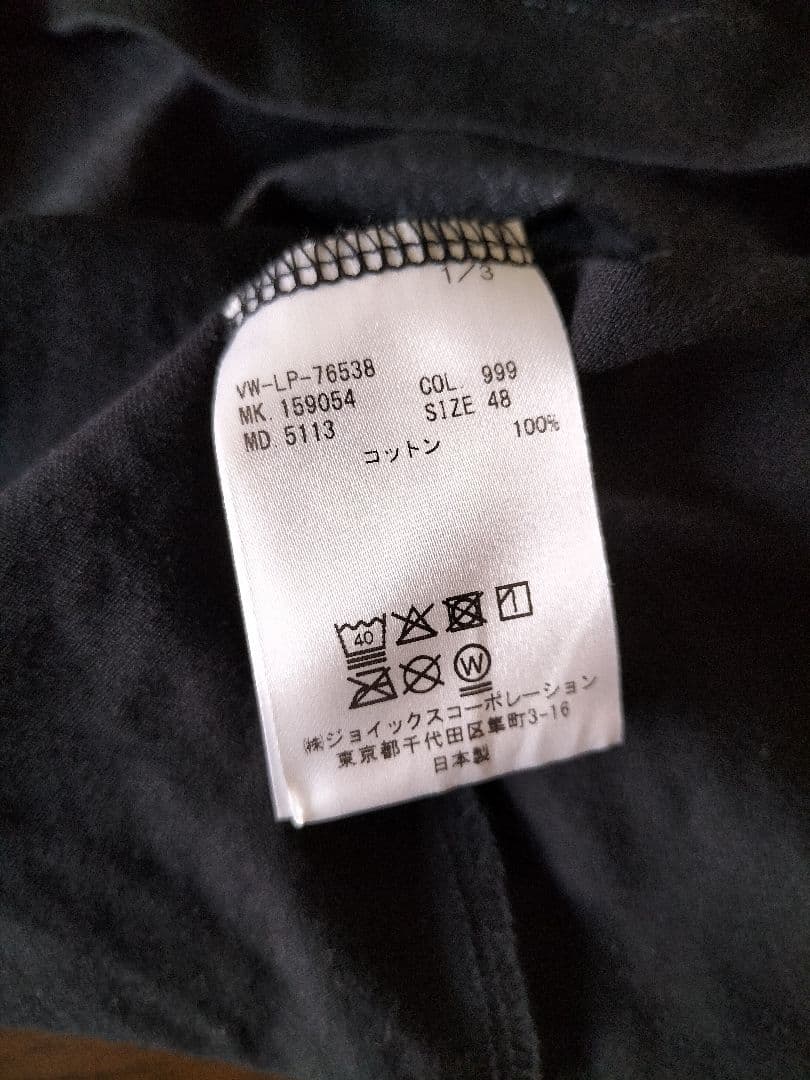 1/3
VW-LP-76538
MK. 159054 COL. 999
MD. 5113 SIZE 48
コットン 100%
40
W
㈱ジョイックスコーポレーション
東京都千代田区隼町3-16
日本製